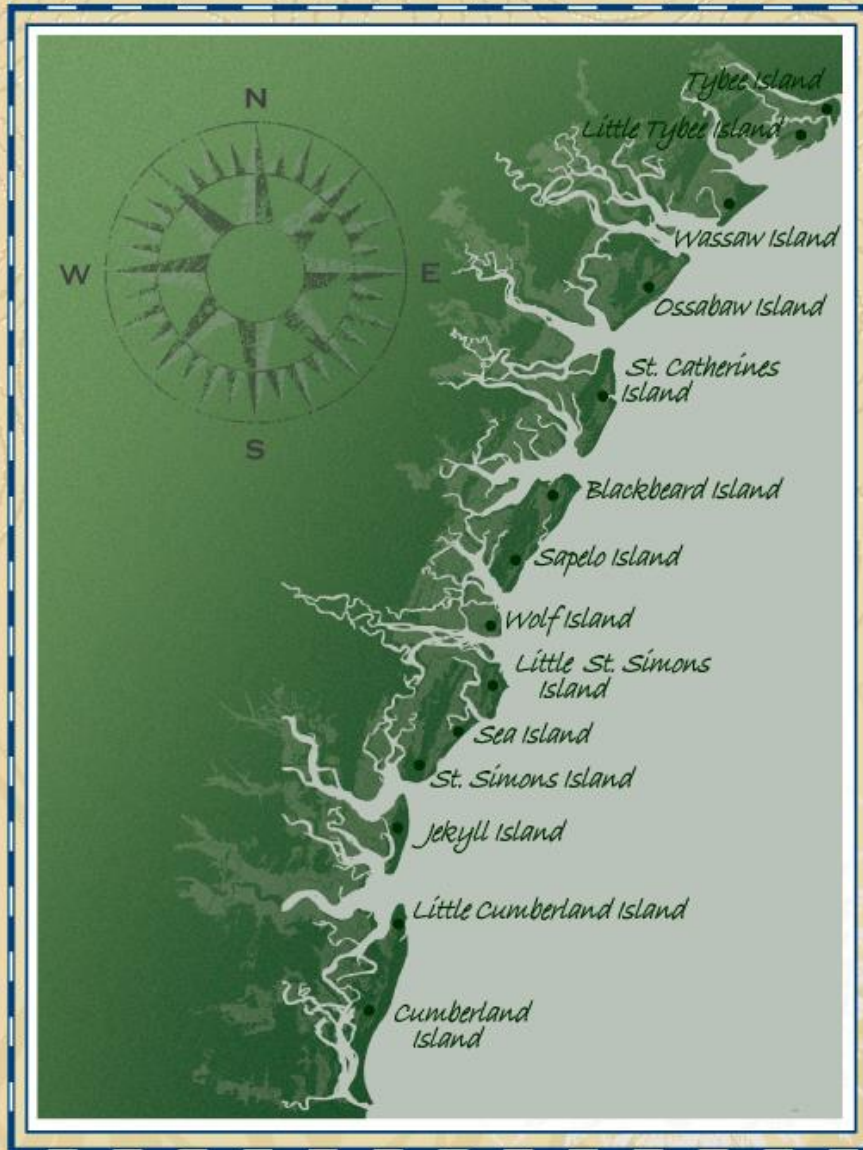 Tybee Island
N
Little Tybee Island
Wassaw Island
W
E
Ossabaw Island
St. Catherines
Island
S
Blackbeard Island
Sapelo Island
Wolf Island
Little St. Simons
Island
Sea Island
St. Simons Island
Jekyll Island
Little Cumberland Island
Cumberland
Island